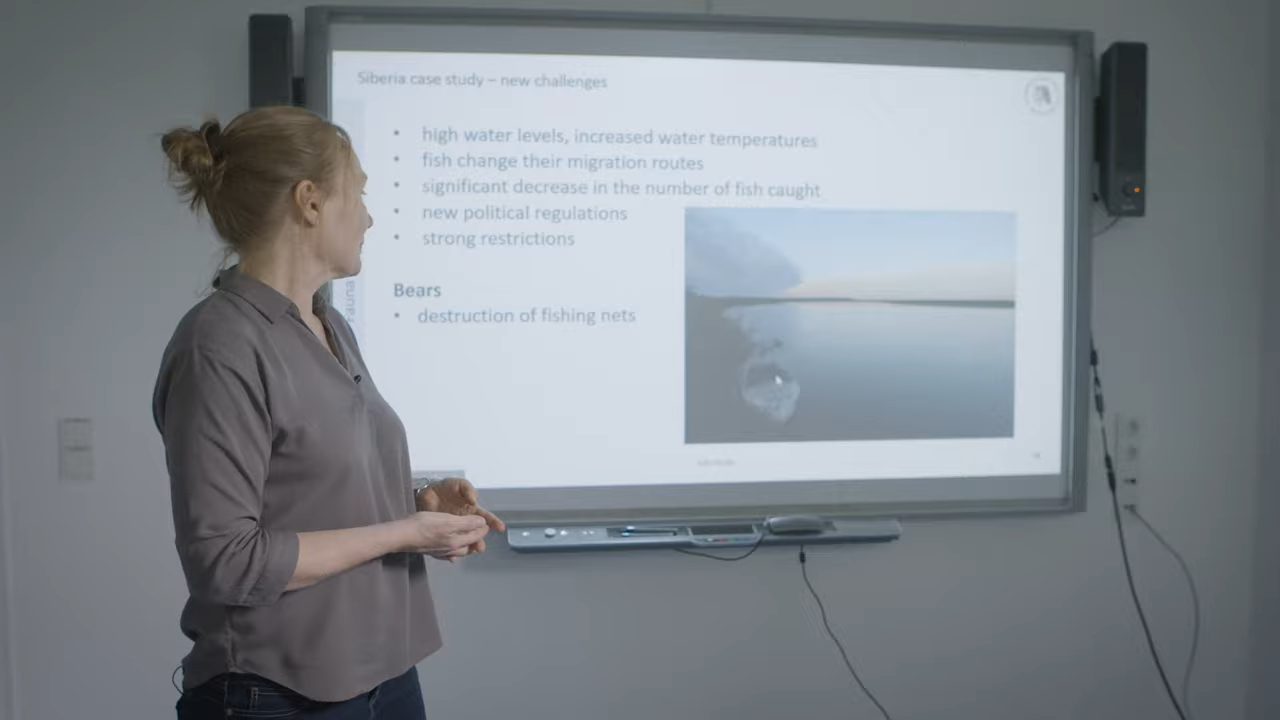 Siberia case study – new challenges
• high water levels, increased water temperatures
• fish change their migration routes
• significant decrease in the number of fish caught
• new political regulations
• strong restrictions
Fauna
Bears
• destruction of fishing nets